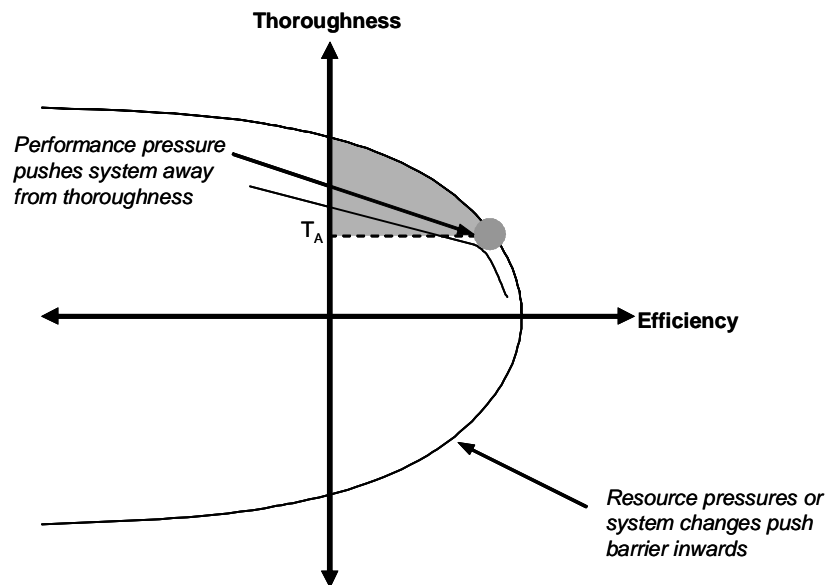 Thoroughness
Performance pressure
pushes system away
from thoroughness
TA
Efficiency
Resource pressures or
system changes push
barrier inwards